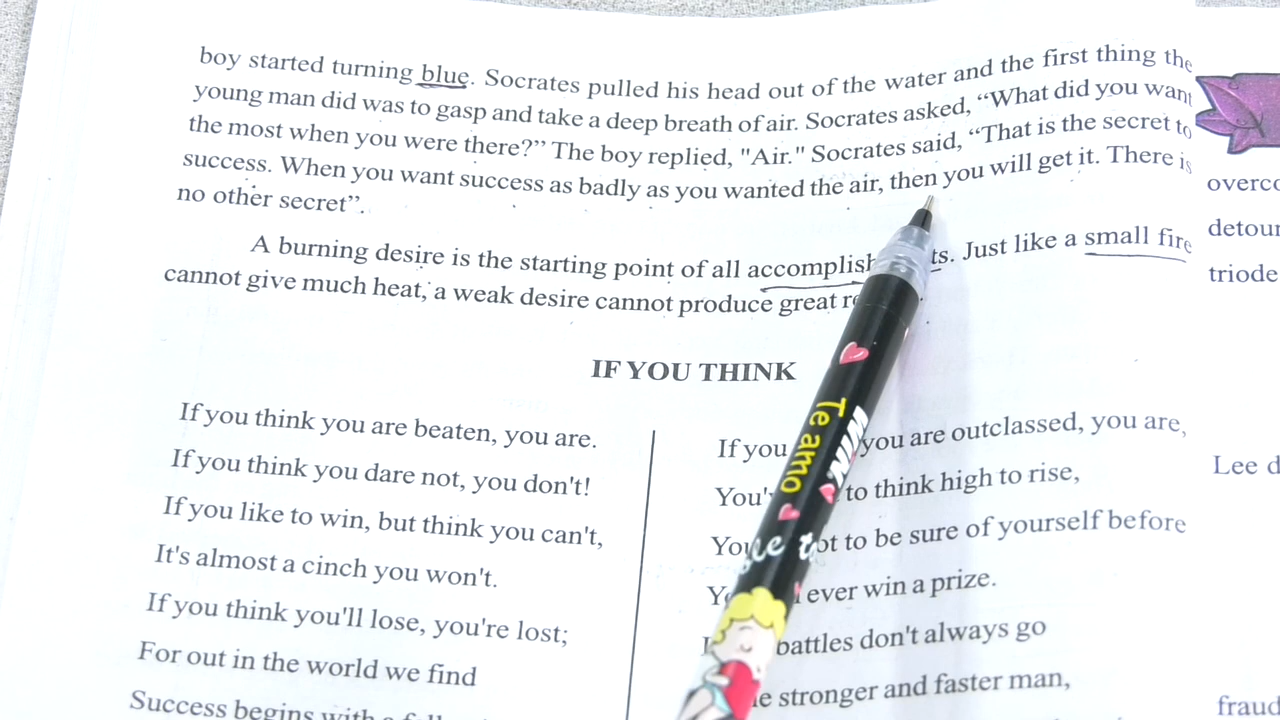 boy started turning blue. Socrates pulled his head out of the water and the first thing the
young man did was to gasp and take a deep breath of air. Socrates asked, “What did you want
the most when you were there?” The boy replied, "Air." Socrates said, “That is the secret to
success. When you want success as badly as you wanted the air, then you will get it. There is
no other secret”.
A burning desire is the starting point of all Just like a small fire
cannot give much heat, a weak desire cannot produce great
IF YOU THINK
If you think you are beaten, you are.
If you think you dare not, you don't!
If you like to win, but think you can't,
It's almost a cinch you won't.
If you think you'll lose, you're lost;
For out in the world we find
Success begins with a
If you you are outclassed, you are,
to think high to rise,
to be sure of yourself before
ever win a prize.
battles don't always go
stronger and faster man,
Te amo
triode
Lee
fraud